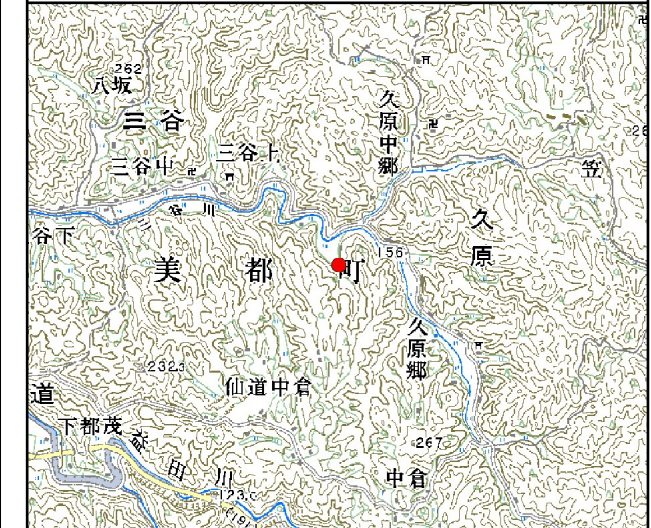 262
八坂
三谷
久原中郷
三谷上
三谷中
笠
三谷川
久原
谷下
156
美都町
久原郷
232.3
仙道中倉
道
下都茂
267
益田川
中倉
123.
(191)